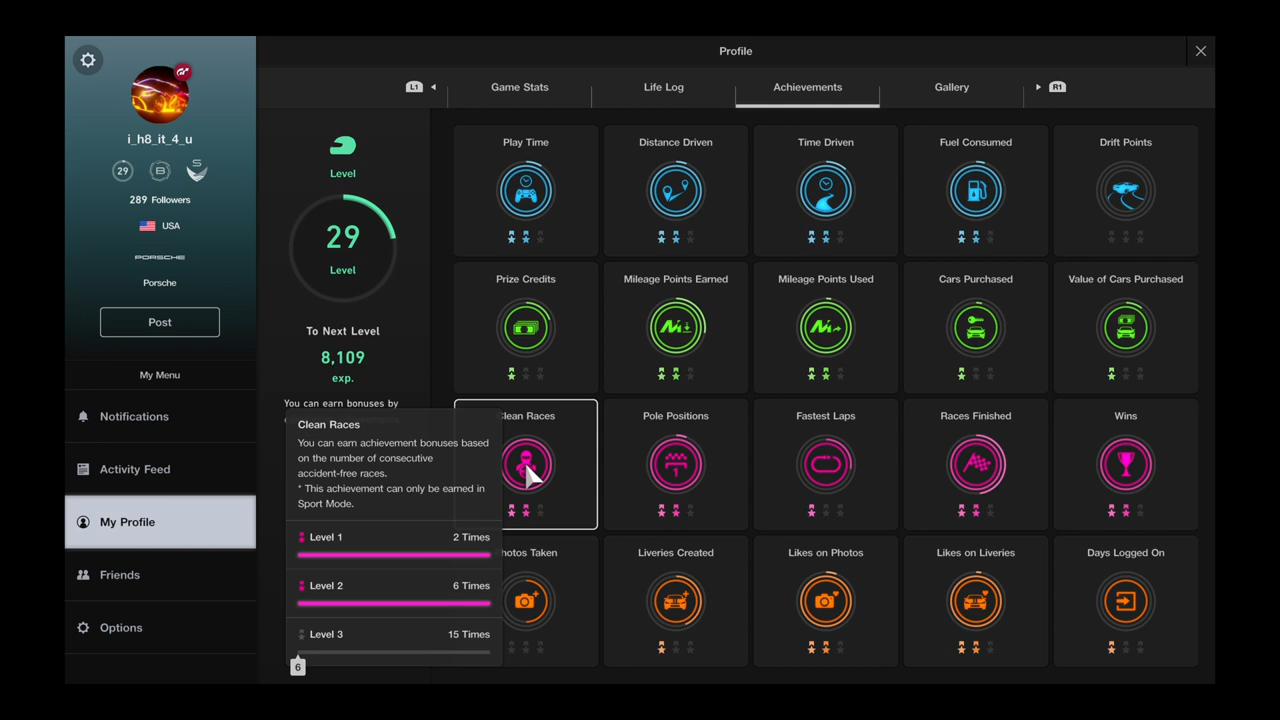 Profile
L1
Game Stats
Life Log
Achievements
Gallery
R1
i_h8_it_4_u
29
B
S
289 Followers
USA
PORSCHE
Porsche
Post
My Menu
Notifications
Activity Feed
My Profile
Friends
Options
Level
29
Level
To Next Level
8,109
exp.
You can earn bonuses by
Play Time
Distance Driven
Time Driven
Fuel Consumed
Drift Points
Prize Credits
Mileage Points Earned
Mileage Points Used
Cars Purchased
Value of Cars Purchased
Clean Races
Pole Positions
1
Fastest Laps
Races Finished
Wins
Photos Taken
Liveries Created
Likes on Photos
Likes on Liveries
Days Logged On
Clean Races
You can earn achievement bonuses based
on the number of consecutive
accident-free races.
* This achievement can only be earned in
Sport Mode.
Level 1 2 Times
Level 2 6 Times
Level 3 15 Times
6